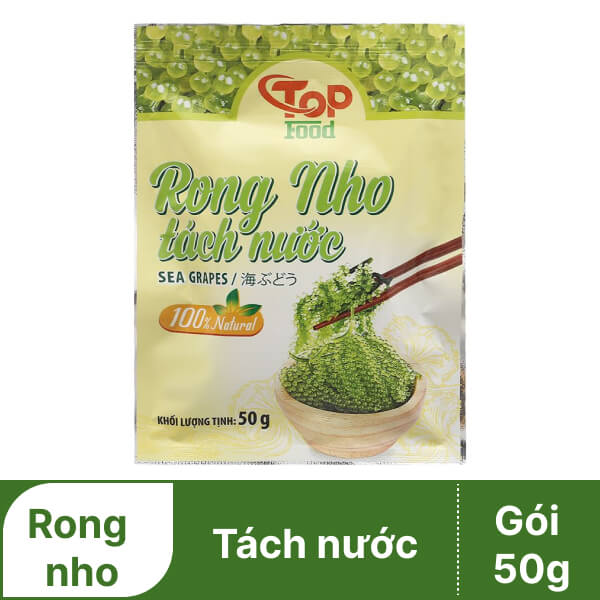 TOP
Food
Rong Nho
tách nước
SEA GRAPES / 海ぶどう
100% Natural
KHỐI LƯỢNG TỊNH: 50 g
Rong nho
Tách nước
Gói 50g